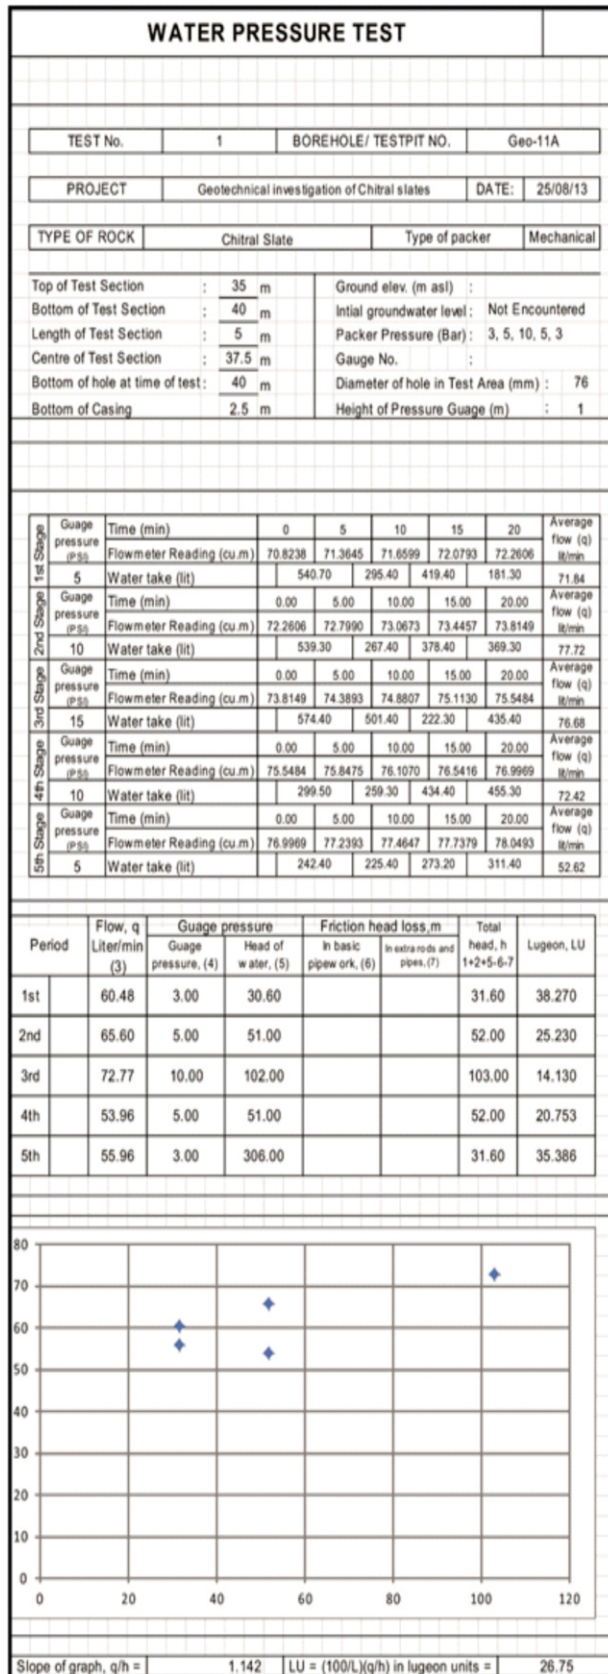 WATER PRESSURE TEST
TEST No. 1 BOREHOLE/ TESTPIT NO. Geo-11A
PROJECT Geotechnical investigation of Chitral slates DATE: 25/08/13
TYPE OF ROCK Chitral Slate Type of packer Mechanical
Top of Test Section : 35 m Ground elev. (m asl) :
Bottom of Test Section : 40 m Intial groundwater level : Not Encountered
Length of Test Section : 5 m Packer Pressure (Bar) : 3, 5, 10, 5, 3
Centre of Test Section : 37.5 m Gauge No. :
Bottom of hole at time of test : 40 m Diameter of hole in Test Area (mm) : 76
Bottom of Casing 2.5 m Height of Pressure Guage (m) : 1
1st Stage Guage pressure (PSI) Time (min) 0 5 10 15 20 Average flow (q) lit/min
Flowmeter Reading (cu.m) 70.8238 71.3645 71.6599 72.0793 72.2606
5 Water take (lit) 540.70 295.40 419.40 181.30 71.84
2nd Stage Guage pressure (PSI) Time (min) 0.00 5.00 10.00 15.00 20.00 Average flow (q) lit/min
Flowmeter Reading (cu.m) 72.2606 72.7990 73.0673 73.4457 73.8149
10 Water take (lit) 539.30 267.40 378.40 369.30 77.72
3rd Stage Guage pressure (PSI) Time (min) 0.00 5.00 10.00 15.00 20.00 Average flow (q) lit/min
Flowmeter Reading (cu.m) 73.8149 74.3893 74.8807 75.1130 75.5484
15 Water take (lit) 574.40 501.40 222.30 435.40 76.68
4th Stage Guage pressure (PSI) Time (min) 0.00 5.00 10.00 15.00 20.00 Average flow (q) lit/min
Flowmeter Reading (cu.m) 75.5484 75.8475 76.1070 76.5416 76.9969
10 Water take (lit) 299.50 259.30 434.40 455.30 72.42
5th Stage Guage pressure (PSI) Time (min) 0.00 5.00 10.00 15.00 20.00 Average flow (q) lit/min
Flowmeter Reading (cu.m) 76.9969 77.2393 77.4647 77.7379 78.0493
5 Water take (lit) 242.40 225.40 273.20 311.40 52.62
Period Flow, q Liter/min (3) Guage pressure Friction head loss,m Total head, h 1+2+5-6-7 Lugeon, LU
Guage pressure, (4) Head of water, (5) In basic pipew ork, (6) In extra rods and pipes, (7)
1st 60.48 3.00 30.60 31.60 38.270
2nd 65.60 5.00 51.00 52.00 25.230
3rd 72.77 10.00 102.00 103.00 14.130
4th 53.96 5.00 51.00 52.00 20.753
5th 55.96 3.00 306.00 31.60 35.386
80
70
60
50
40
30
20
10
0
0 20 40 60 80 100 120
Slope of graph, q/h = 1.142 LU = (100/L)(q/h) in lugeon units = 26.75